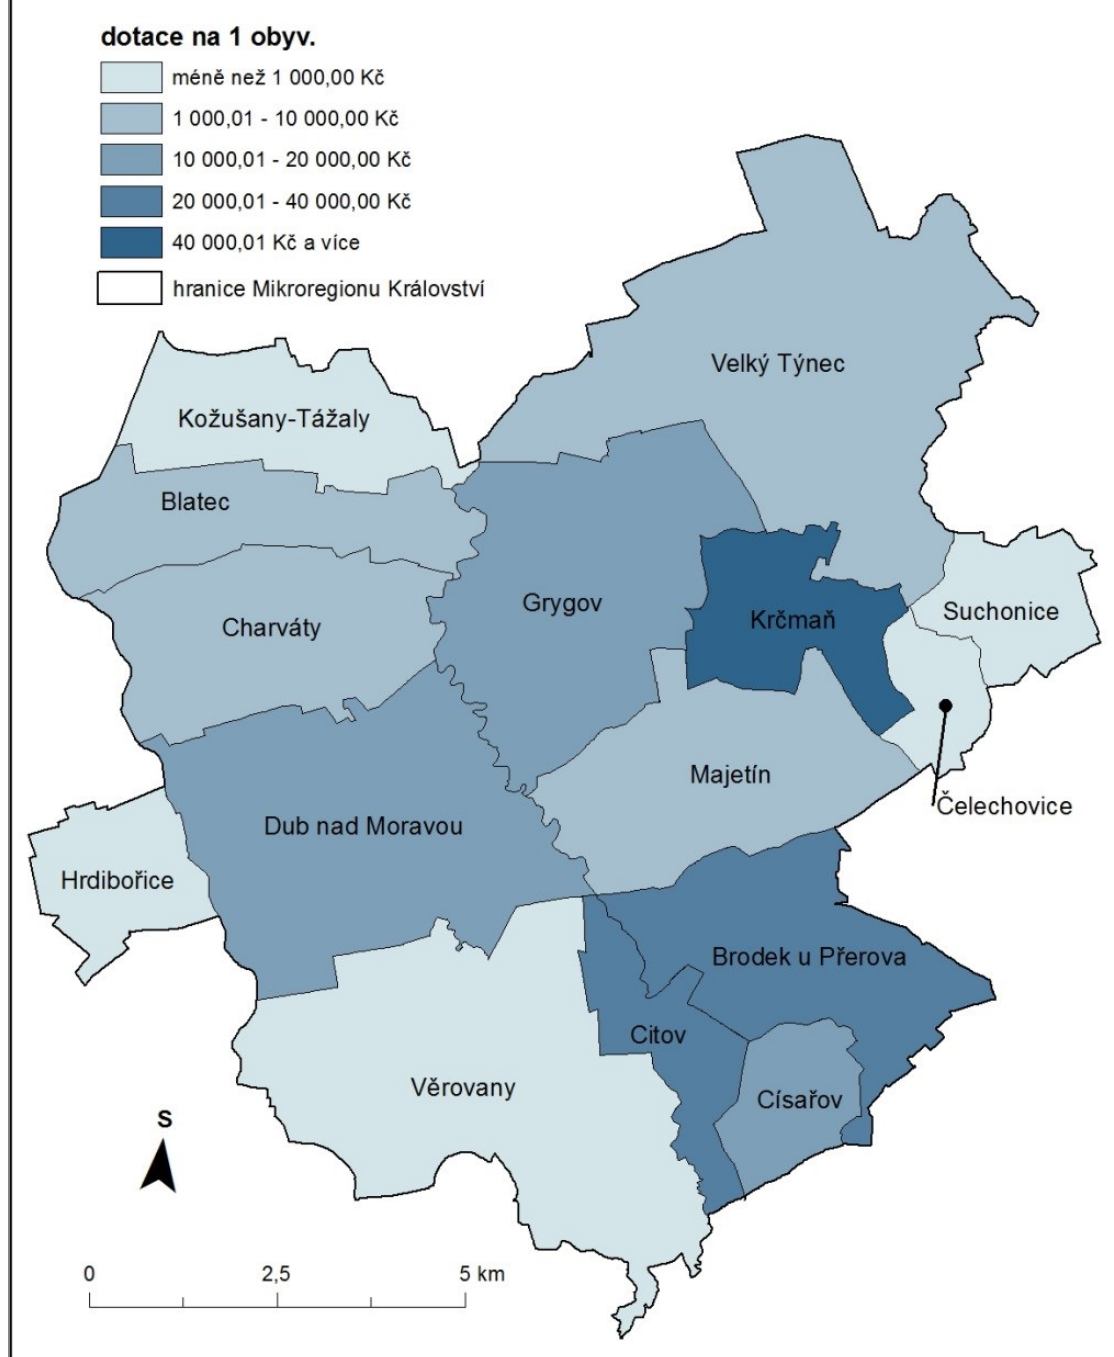 dotace na 1 obyv.
méně než 1 000,00 Kč
1 000,01 - 10 000,00 Kč
10 000,01 - 20 000,00 Kč
20 000,01 - 40 000,00 Kč
40 000,01 Kč a více
hranice Mikroregionu Království
Velký Týnec
Kožušany-Tážaly
Blatec
Grygov
Suchonice
Krčmaň
Charváty
Majetín
Čelechovice
Dub nad Moravou
Hrdibořice
Brodek u Přerova
Citov
Věrovany
Císařov
S
0 2,5 5 km